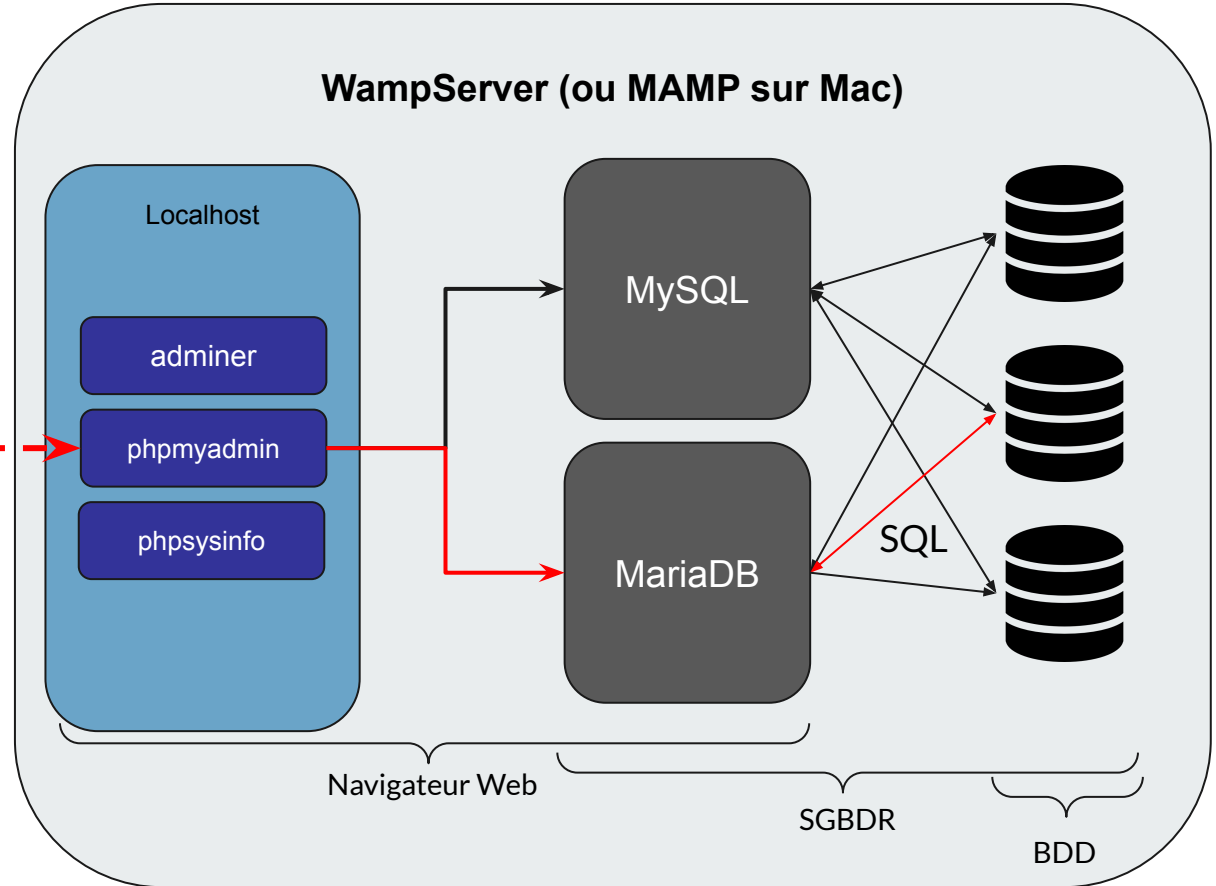 WampServer (ou MAMP sur Mac)
Localhost
adminer
phpmyadmin
phpsysinfo
MySQL
MariaDB
SQL
Navigateur Web
SGBDR
BDD